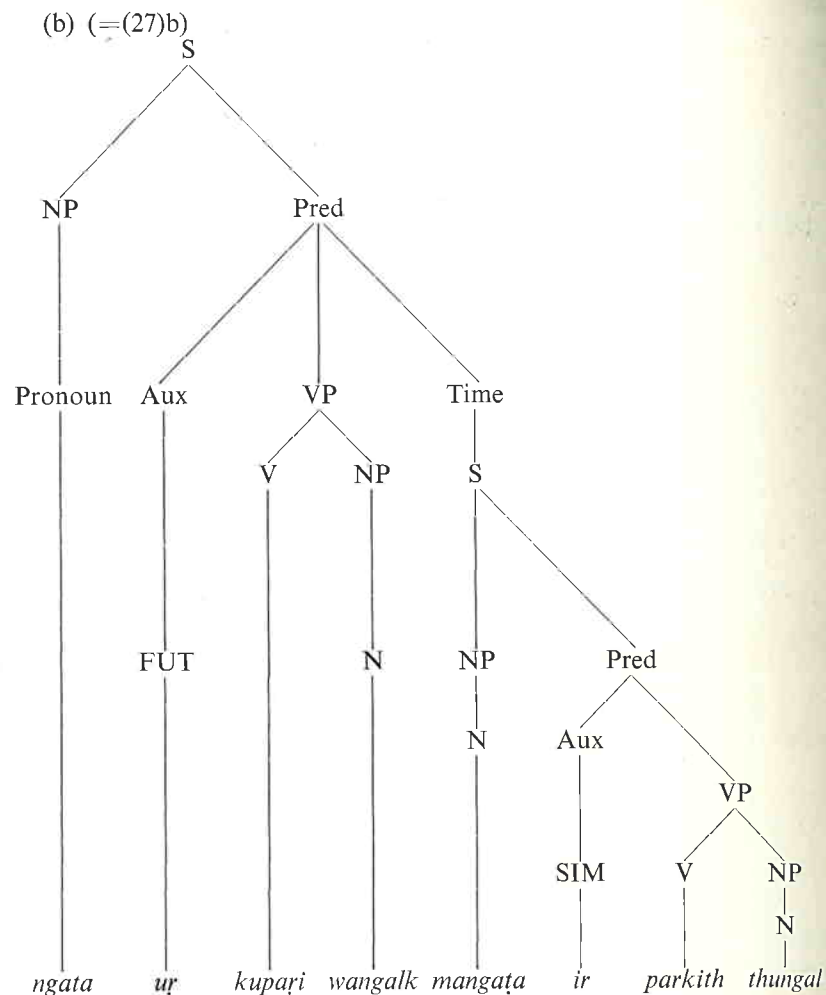 (b) (=(27)b)
S
NP Pred
Pronoun Aux VP Time
V NP S
FUT N NP Pred
N Aux
VP
SIM V NP
N
ngata uṛ kupaṛi wangalk mangaṭa ir parkith thungal